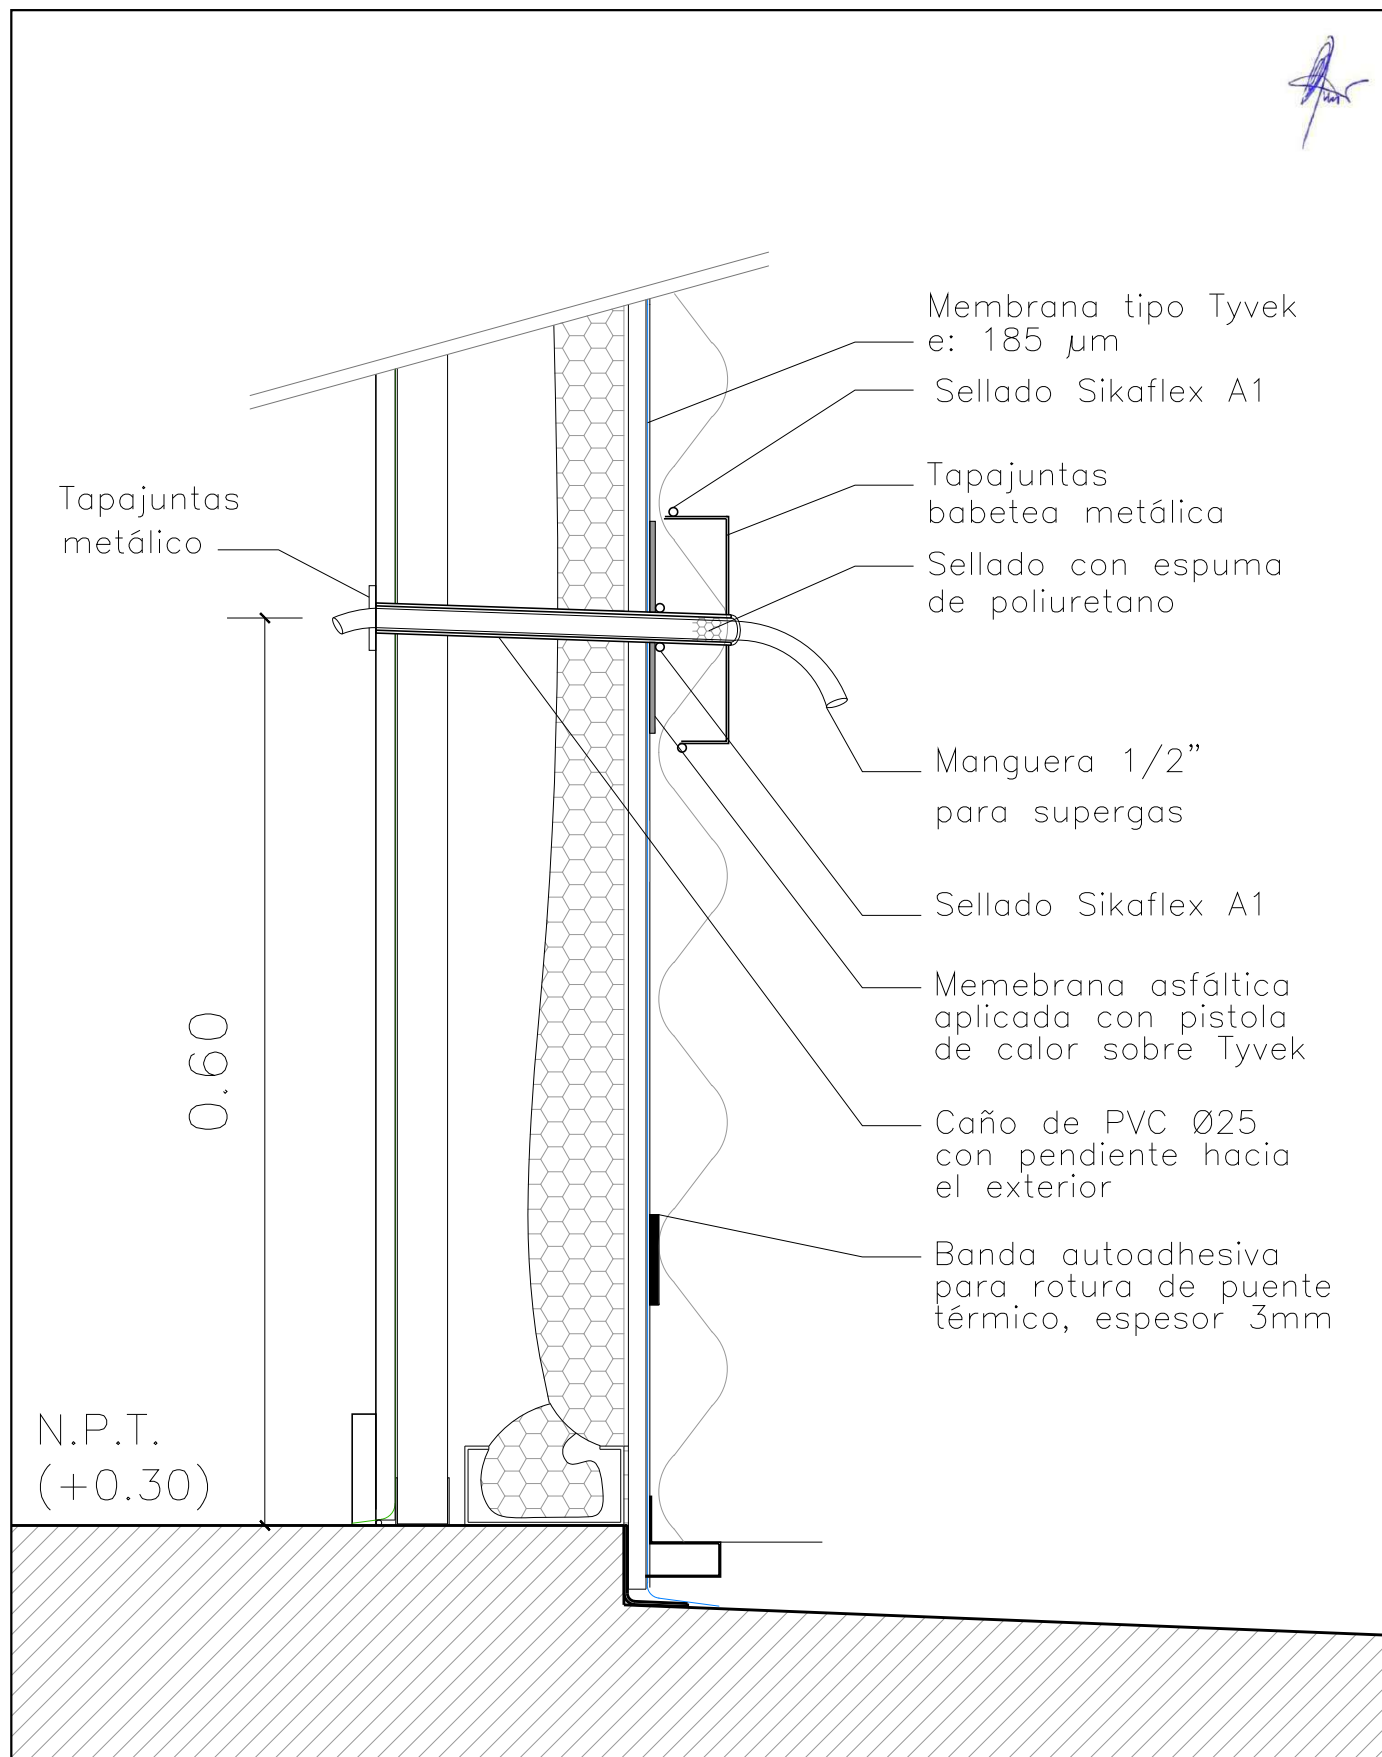 Membrana tipo Tyvek
e: 185 μm
Sellado Sikaflex A1
Tapajuntas
babetea metálica
Tapajuntas
metálico
Sellado con espuma
de poliuretano
Manguera 1/2”
para supergas
Sellado Sikaflex A1
Memebrana asfáltica
aplicada con pistola
de calor sobre Tyvek
0.60
Caño de PVC Ø25
con pendiente hacia
el exterior
Banda autoadhesiva
para rotura de puente
térmico, espesor 3mm
N.P.T.
(+0.30)